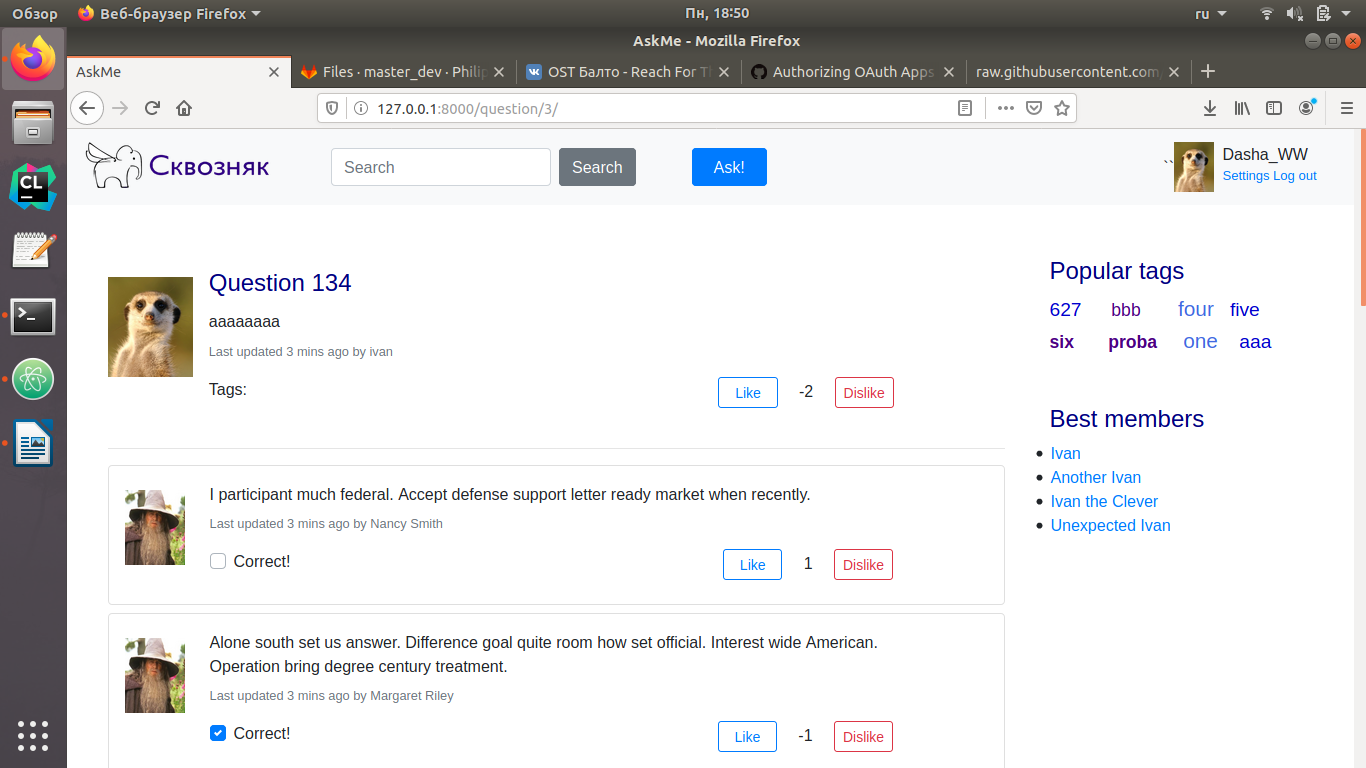 Обзор
Веб-браузер Firefox
Пн, 18:50
ru
AskMe - Mozilla Firefox
AskMe
Files · master_dev · Philip
OST Балто - Reach For T
Authorizing OAuth Apps
raw.githubusercontent.com
127.0.0.1:8000/question/3/
Сквозняк
Search
Search
Ask!
``
Dasha_WW
Settings Log out
Question 134
aaaaaaaa
Last updated 3 mins ago by ivan
Tags:
Like
-2
Dislike
I participant much federal. Accept defense support letter ready market when recently.
Last updated 3 mins ago by Nancy Smith
Correct!
Like
1
Dislike
Alone south set us answer. Difference goal quite room how set official. Interest wide American.
Operation bring degree century treatment.
Last updated 3 mins ago by Margaret Riley
Correct!
Like
-1
Dislike
Popular tags
627 bbb four five
six proba one aaa
Best members
Ivan
Another Ivan
Ivan the Clever
Unexpected Ivan
CL